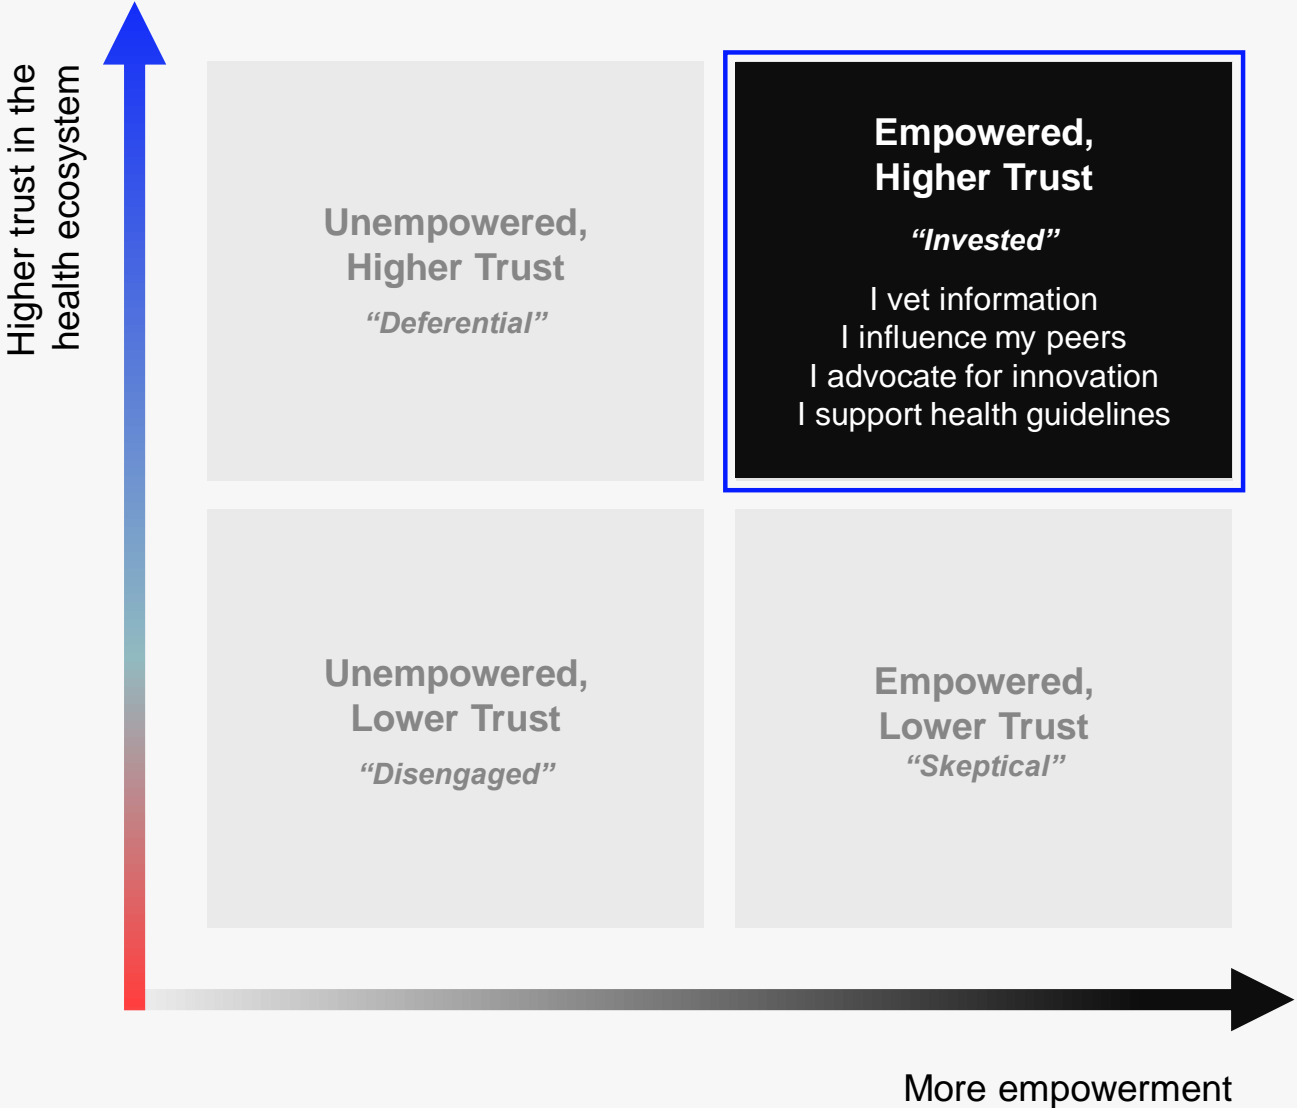 Higher trust in the
health ecosystem
Unempowered,
Higher Trust
“Deferential”
Empowered,
Higher Trust
“Invested”
I vet information
I influence my peers
I advocate for innovation
I support health guidelines
Unempowered,
Lower Trust
“Disengaged”
Empowered,
Lower Trust
“Skeptical”
More empowerment